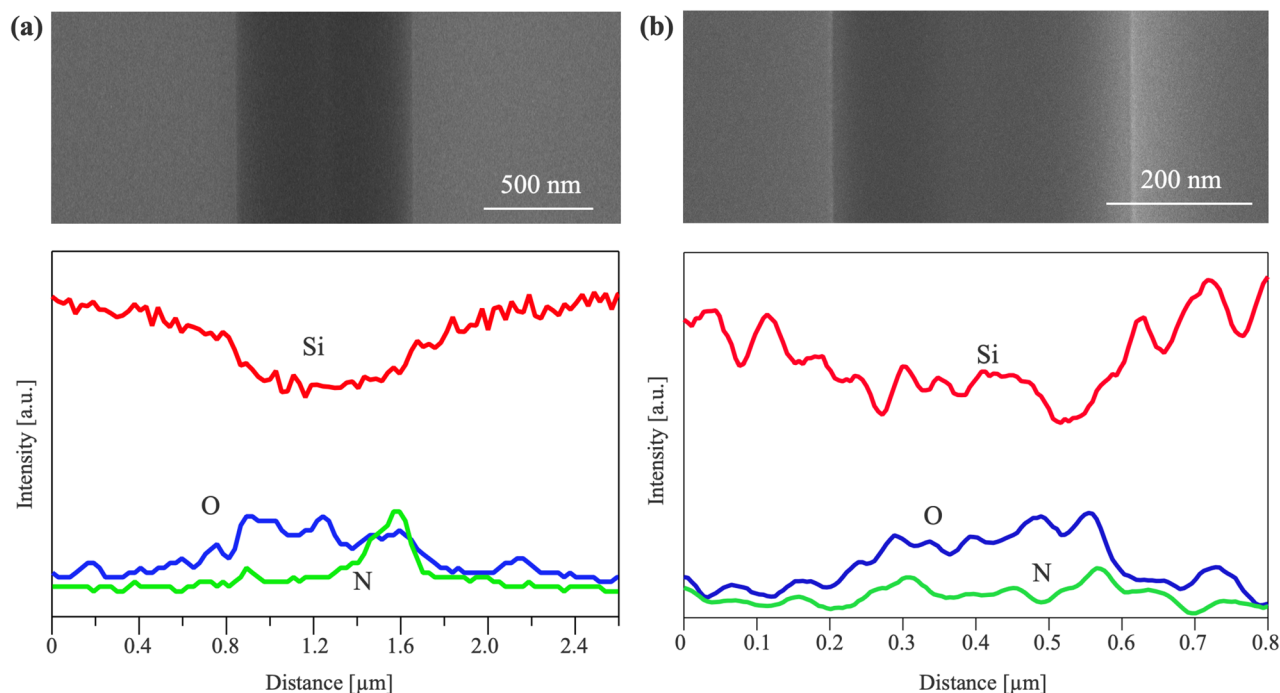 (a)
500 nm
(b)
200 nm
Intensity [a.u.]
Si
O
N
0 0.4 0.8 1.2 1.6 2.0 2.4
Distance [µm]
Intensity [a.u.]
Si
O
N
0 0.1 0.2 0.3 0.4 0.5 0.6 0.7 0.8
Distance [µm]